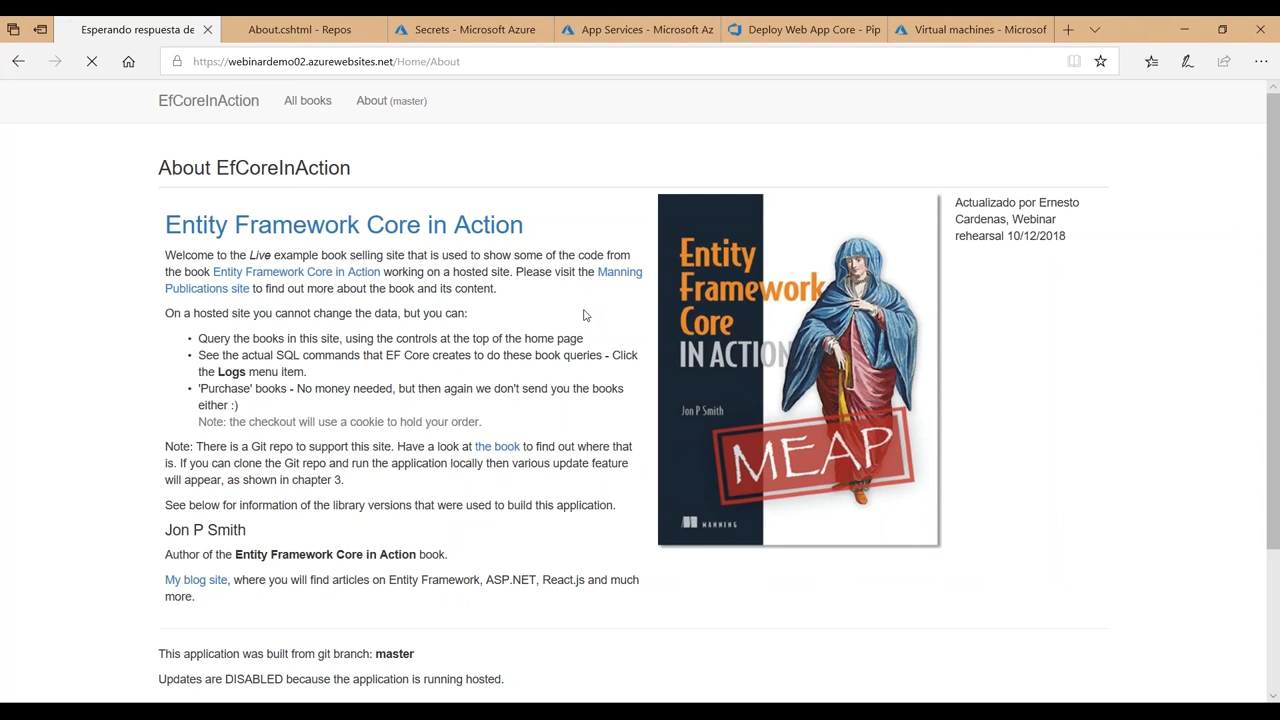 Esperando respuesta de
About.cshtml - Repos
Secrets - Microsoft Azure
App Services - Microsoft Az
Deploy Web App Core - Pip
Virtual machines - Microsof
https://webinardemo02.azurewebsites.net/Home/About
EfCoreInAction
All books
About (master)
About EfCoreInAction
Entity Framework Core in Action
Welcome to the Live example book selling site that is used to show some of the code from
the book Entity Framework Core in Action working on a hosted site. Please visit the Manning
Publications site to find out more about the book and its content.
On a hosted site you cannot change the data, but you can:
• Query the books in this site, using the controls at the top of the home page
• See the actual SQL commands that EF Core creates to do these book queries - Click
the Logs menu item.
• 'Purchase' books - No money needed, but then again we don't send you the books
either :)
Note: the checkout will use a cookie to hold your order.
Note: There is a Git repo to support this site. Have a look at the book to find out where that
is. If you can clone the Git repo and run the application locally then various update feature
will appear, as shown in chapter 3.
See below for information of the library versions that were used to build this application.
Jon P Smith
Author of the Entity Framework Core in Action book.
My blog site, where you will find articles on Entity Framework, ASP.NET, React.js and much
more.
Entity
Framework
Core
IN ACTION
Jon P Smith
MEAP
MANNING
Actualizado por Ernesto
Cardenas, Webinar
rehearsal 10/12/2018
This application was built from git branch: master
Updates are DISABLED because the application is running hosted.